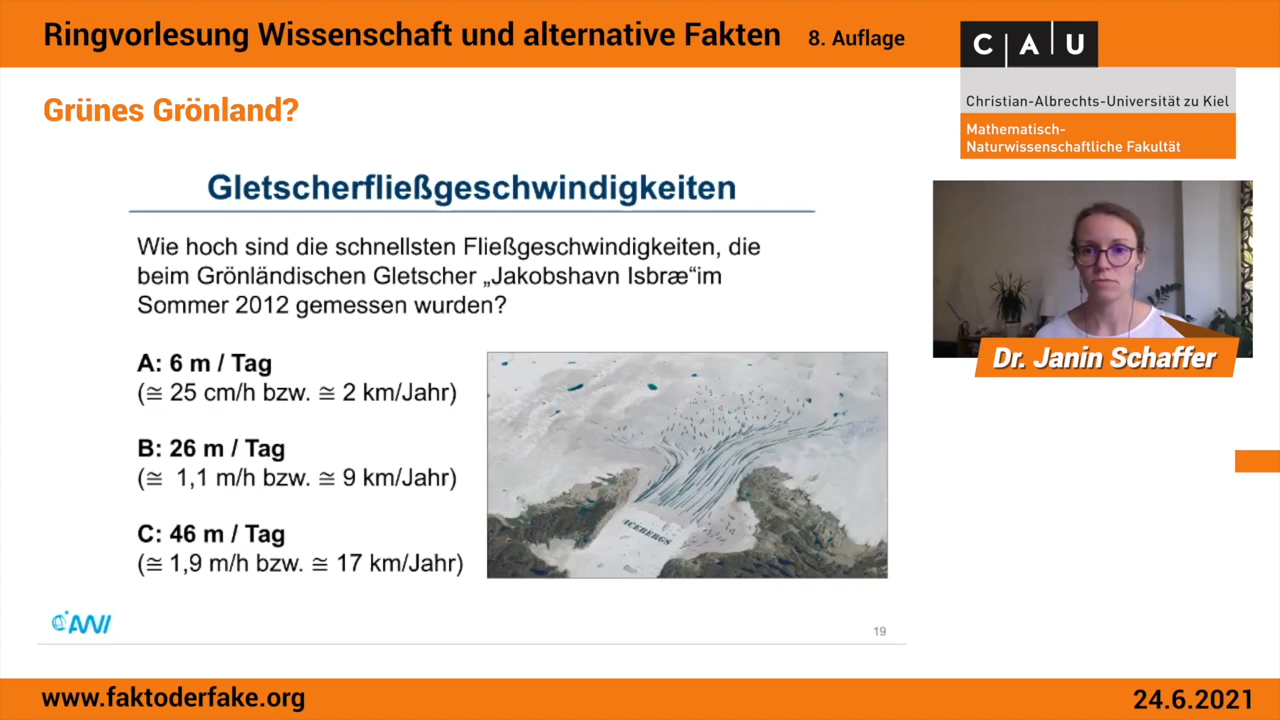 Ringvorlesung Wissenschaft und alternative Fakten 8. Auflage
C A U
Christian-Albrechts-Universität zu Kiel
Mathematisch-
Naturwissenschaftliche Fakultät
Grünes Grönland?
Gletscherfließgeschwindigkeiten
Wie hoch sind die schnellsten Fließgeschwindigkeiten, die
beim Grönländischen Gletscher „Jakobshavn Isbræ“im
Sommer 2012 gemessen wurden?
A: 6 m / Tag
(≅ 25 cm/h bzw. ≅ 2 km/Jahr)
B: 26 m / Tag
(≅ 1,1 m/h bzw. ≅ 9 km/Jahr)
C: 46 m / Tag
(≅ 1,9 m/h bzw. ≅ 17 km/Jahr)
ICEBERGS
Dr. Janin Schaffer
AWI
19
www.faktoderfake.org
24.6.2021